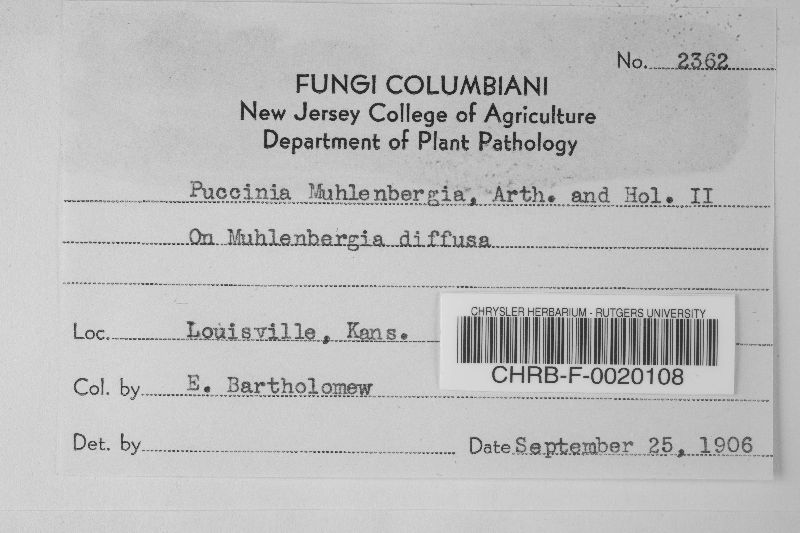 No. 2362
FUNGI COLUMBIANI
New Jersey College of Agriculture
Department of Plant Pathology
Puccinia Muhlenbergia, Arth. and Hol. II
On Muhlenbergia diffusa
Loc. Louisville, Kans.
CHRYSLER HERBARIUM - RUTGERS UNIVERSITY
CHRB-F-0020108
Col. by E. Bartholomew
Det. by
Date September 25, 1906